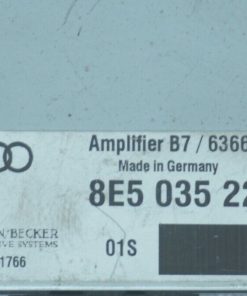 Amplifier B7 / 6366
Made in Germany
8E5 035 22
N/BECKER
VE SYSTEMS
01S
1766